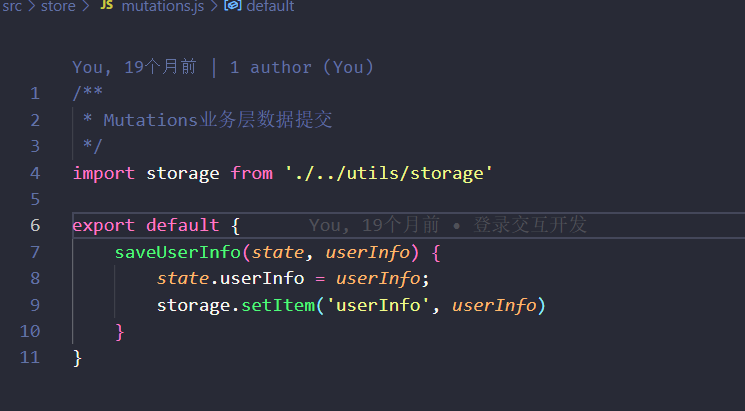 src > store > JS mutations.js > default
You, 19个月前 | 1 author (You)
1 /**
2  * Mutations业务层数据提交
3  */
4 import storage from './../utils/storage'
5
6 export default {    You, 19个月前 • 登录交互开发
7     saveUserInfo(state, userInfo) {
8         state.userInfo = userInfo;
9         storage.setItem('userInfo', userInfo)
10     }
11 }